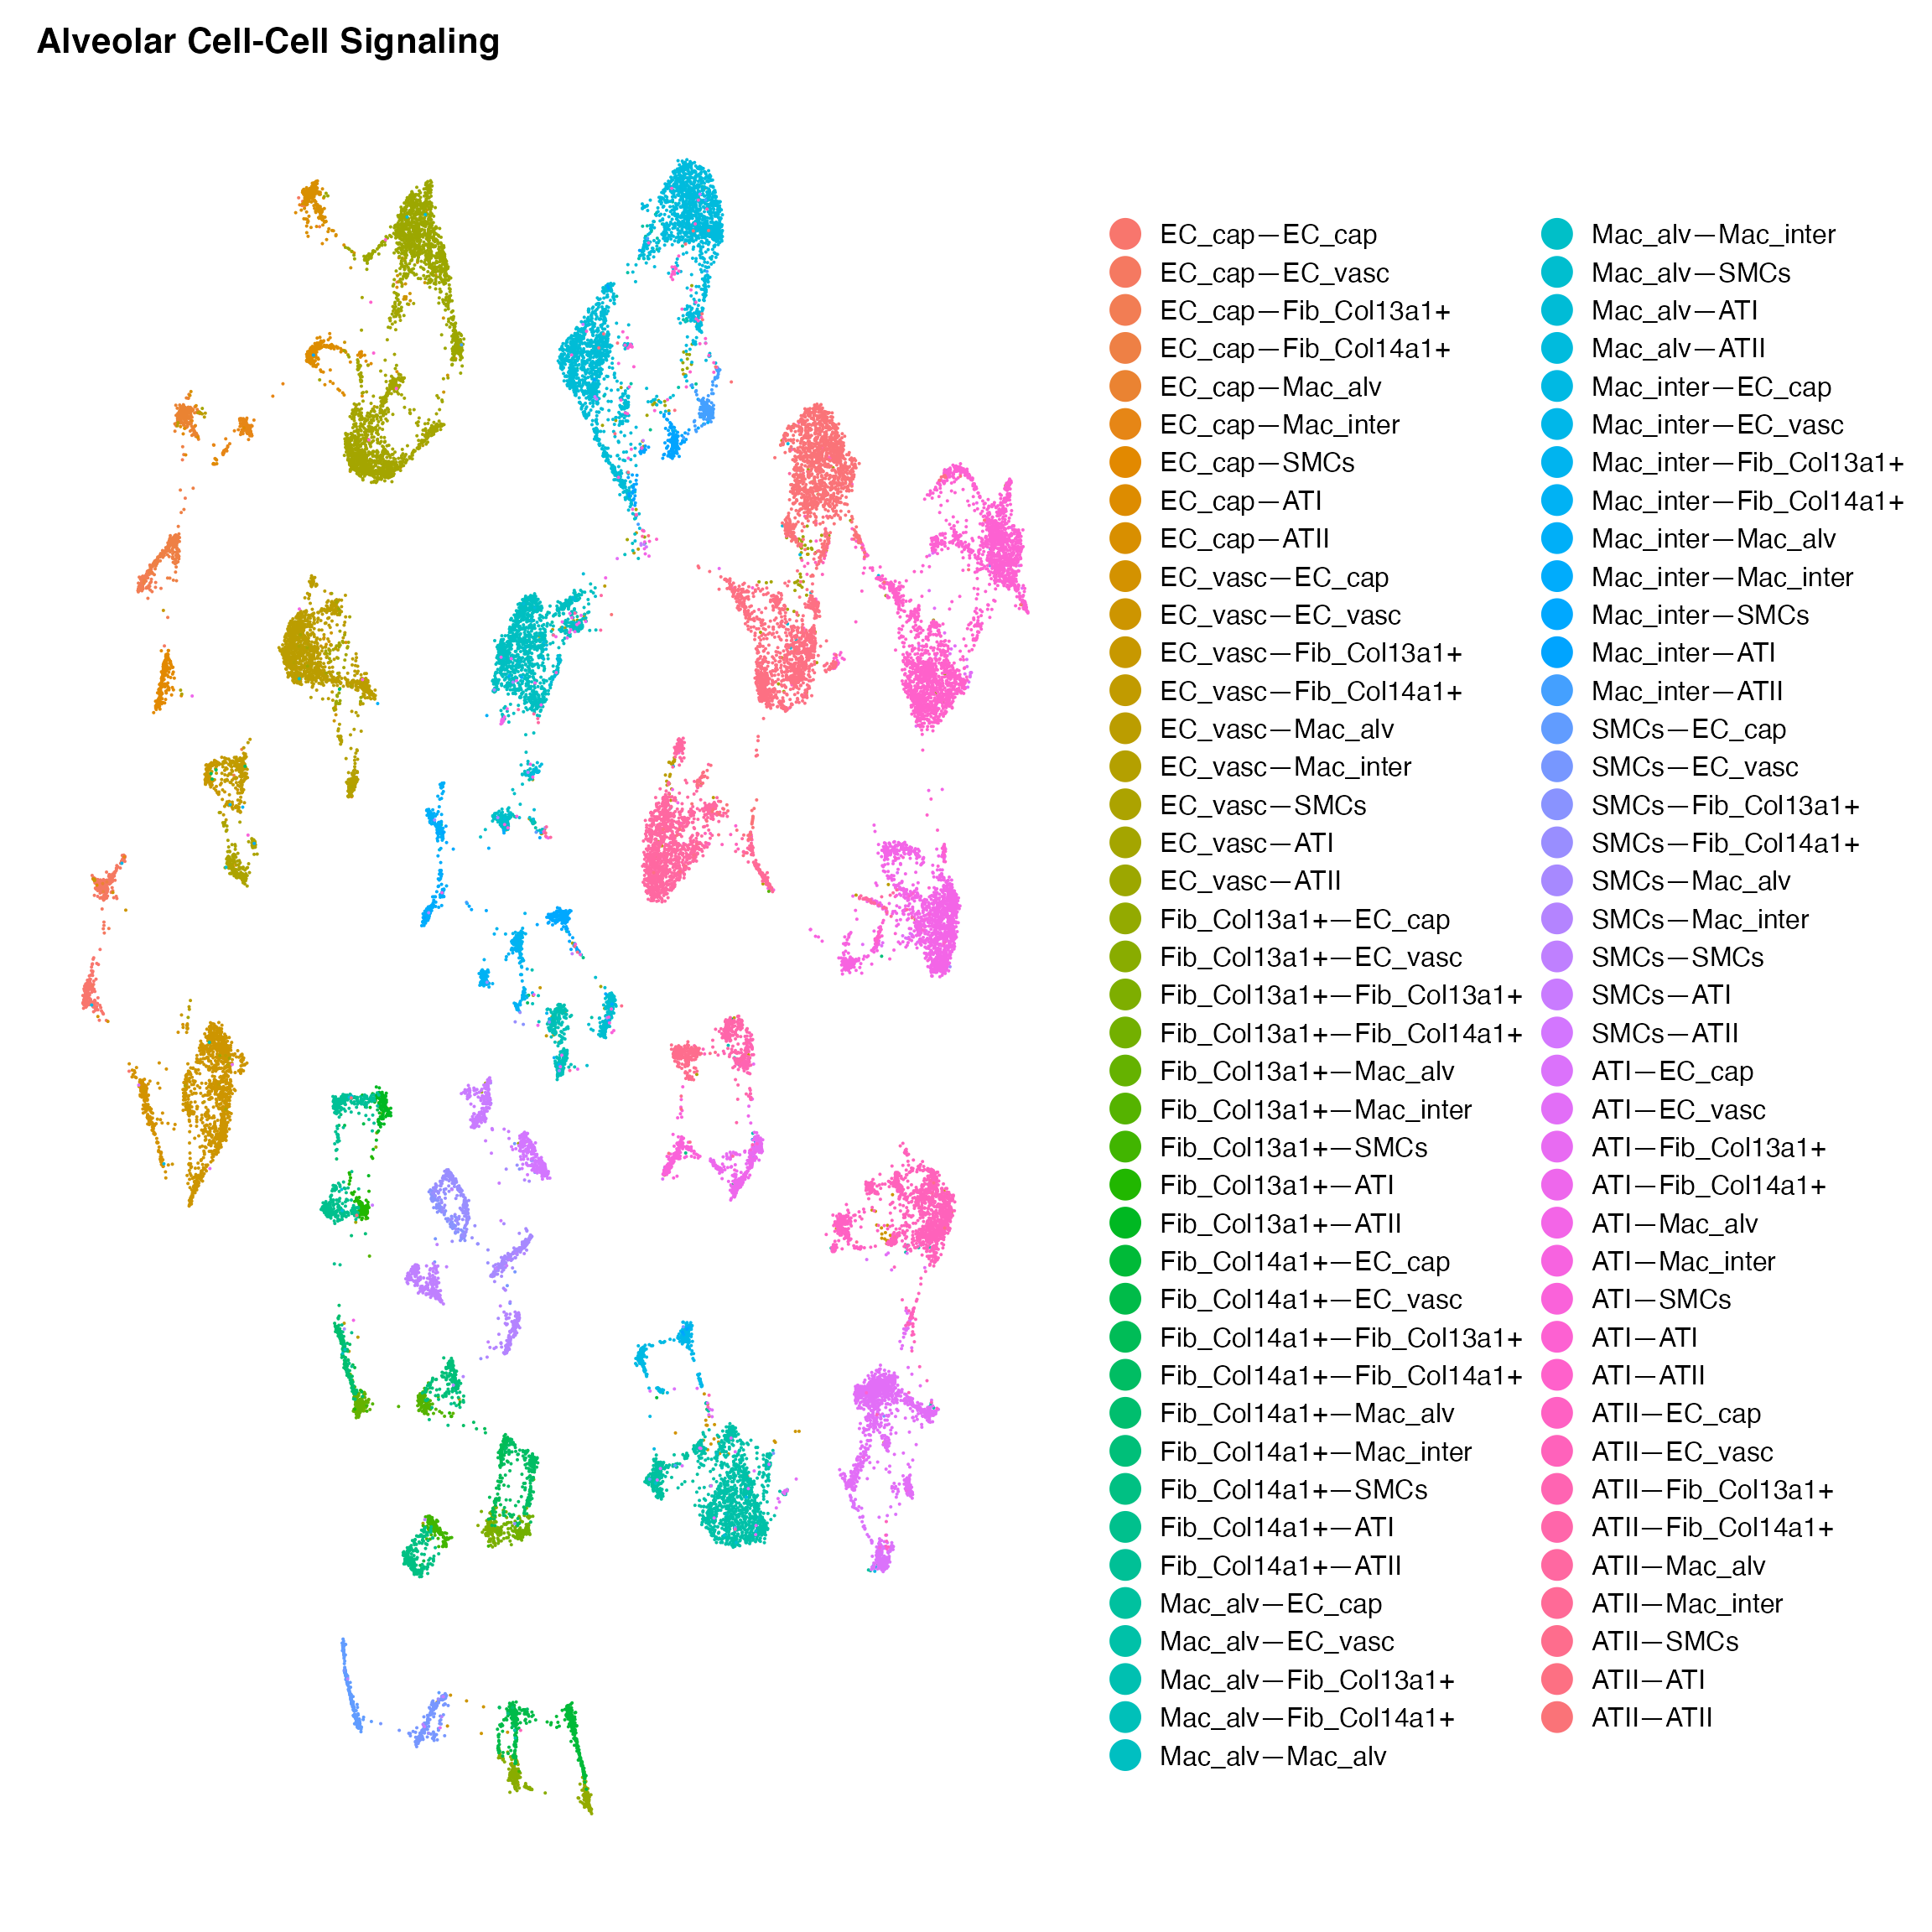 Alveolar Cell-Cell Signaling
EC_cap—EC_cap
EC_cap—EC_vasc
EC_cap—Fib_Col13a1+
EC_cap—Fib_Col14a1+
EC_cap—Mac_alv
EC_cap—Mac_inter
EC_cap—SMCs
EC_cap—ATI
EC_cap—ATII
EC_vasc—EC_cap
EC_vasc—EC_vasc
EC_vasc—Fib_Col13a1+
EC_vasc—Fib_Col14a1+
EC_vasc—Mac_alv
EC_vasc—Mac_inter
EC_vasc—SMCs
EC_vasc—ATI
EC_vasc—ATII
Fib_Col13a1+—EC_cap
Fib_Col13a1+—EC_vasc
Fib_Col13a1+—Fib_Col13a1+
Fib_Col13a1+—Fib_Col14a1+
Fib_Col13a1+—Mac_alv
Fib_Col13a1+—Mac_inter
Fib_Col13a1+—SMCs
Fib_Col13a1+—ATI
Fib_Col13a1+—ATII
Fib_Col14a1+—EC_cap
Fib_Col14a1+—EC_vasc
Fib_Col14a1+—Fib_Col13a1+
Fib_Col14a1+—Fib_Col14a1+
Fib_Col14a1+—Mac_alv
Fib_Col14a1+—Mac_inter
Fib_Col14a1+—SMCs
Fib_Col14a1+—ATI
Fib_Col14a1+—ATII
Mac_alv—EC_cap
Mac_alv—EC_vasc
Mac_alv—Fib_Col13a1+
Mac_alv—Fib_Col14a1+
Mac_alv—Mac_alv
Mac_alv—Mac_inter
Mac_alv—SMCs
Mac_alv—ATI
Mac_alv—ATII
Mac_inter—EC_cap
Mac_inter—EC_vasc
Mac_inter—Fib_Col13a1+
Mac_inter—Fib_Col14a1+
Mac_inter—Mac_alv
Mac_inter—Mac_inter
Mac_inter—SMCs
Mac_inter—ATI
Mac_inter—ATII
SMCs—EC_cap
SMCs—EC_vasc
SMCs—Fib_Col13a1+
SMCs—Fib_Col14a1+
SMCs—Mac_alv
SMCs—Mac_inter
SMCs—SMCs
SMCs—ATI
SMCs—ATII
ATI—EC_cap
ATI—EC_vasc
ATI—Fib_Col13a1+
ATI—Fib_Col14a1+
ATI—Mac_alv
ATI—Mac_inter
ATI—SMCs
ATI—ATI
ATI—ATII
ATII—EC_cap
ATII—EC_vasc
ATII—Fib_Col13a1+
ATII—Fib_Col14a1+
ATII—Mac_alv
ATII—Mac_inter
ATII—SMCs
ATII—ATI
ATII—ATII